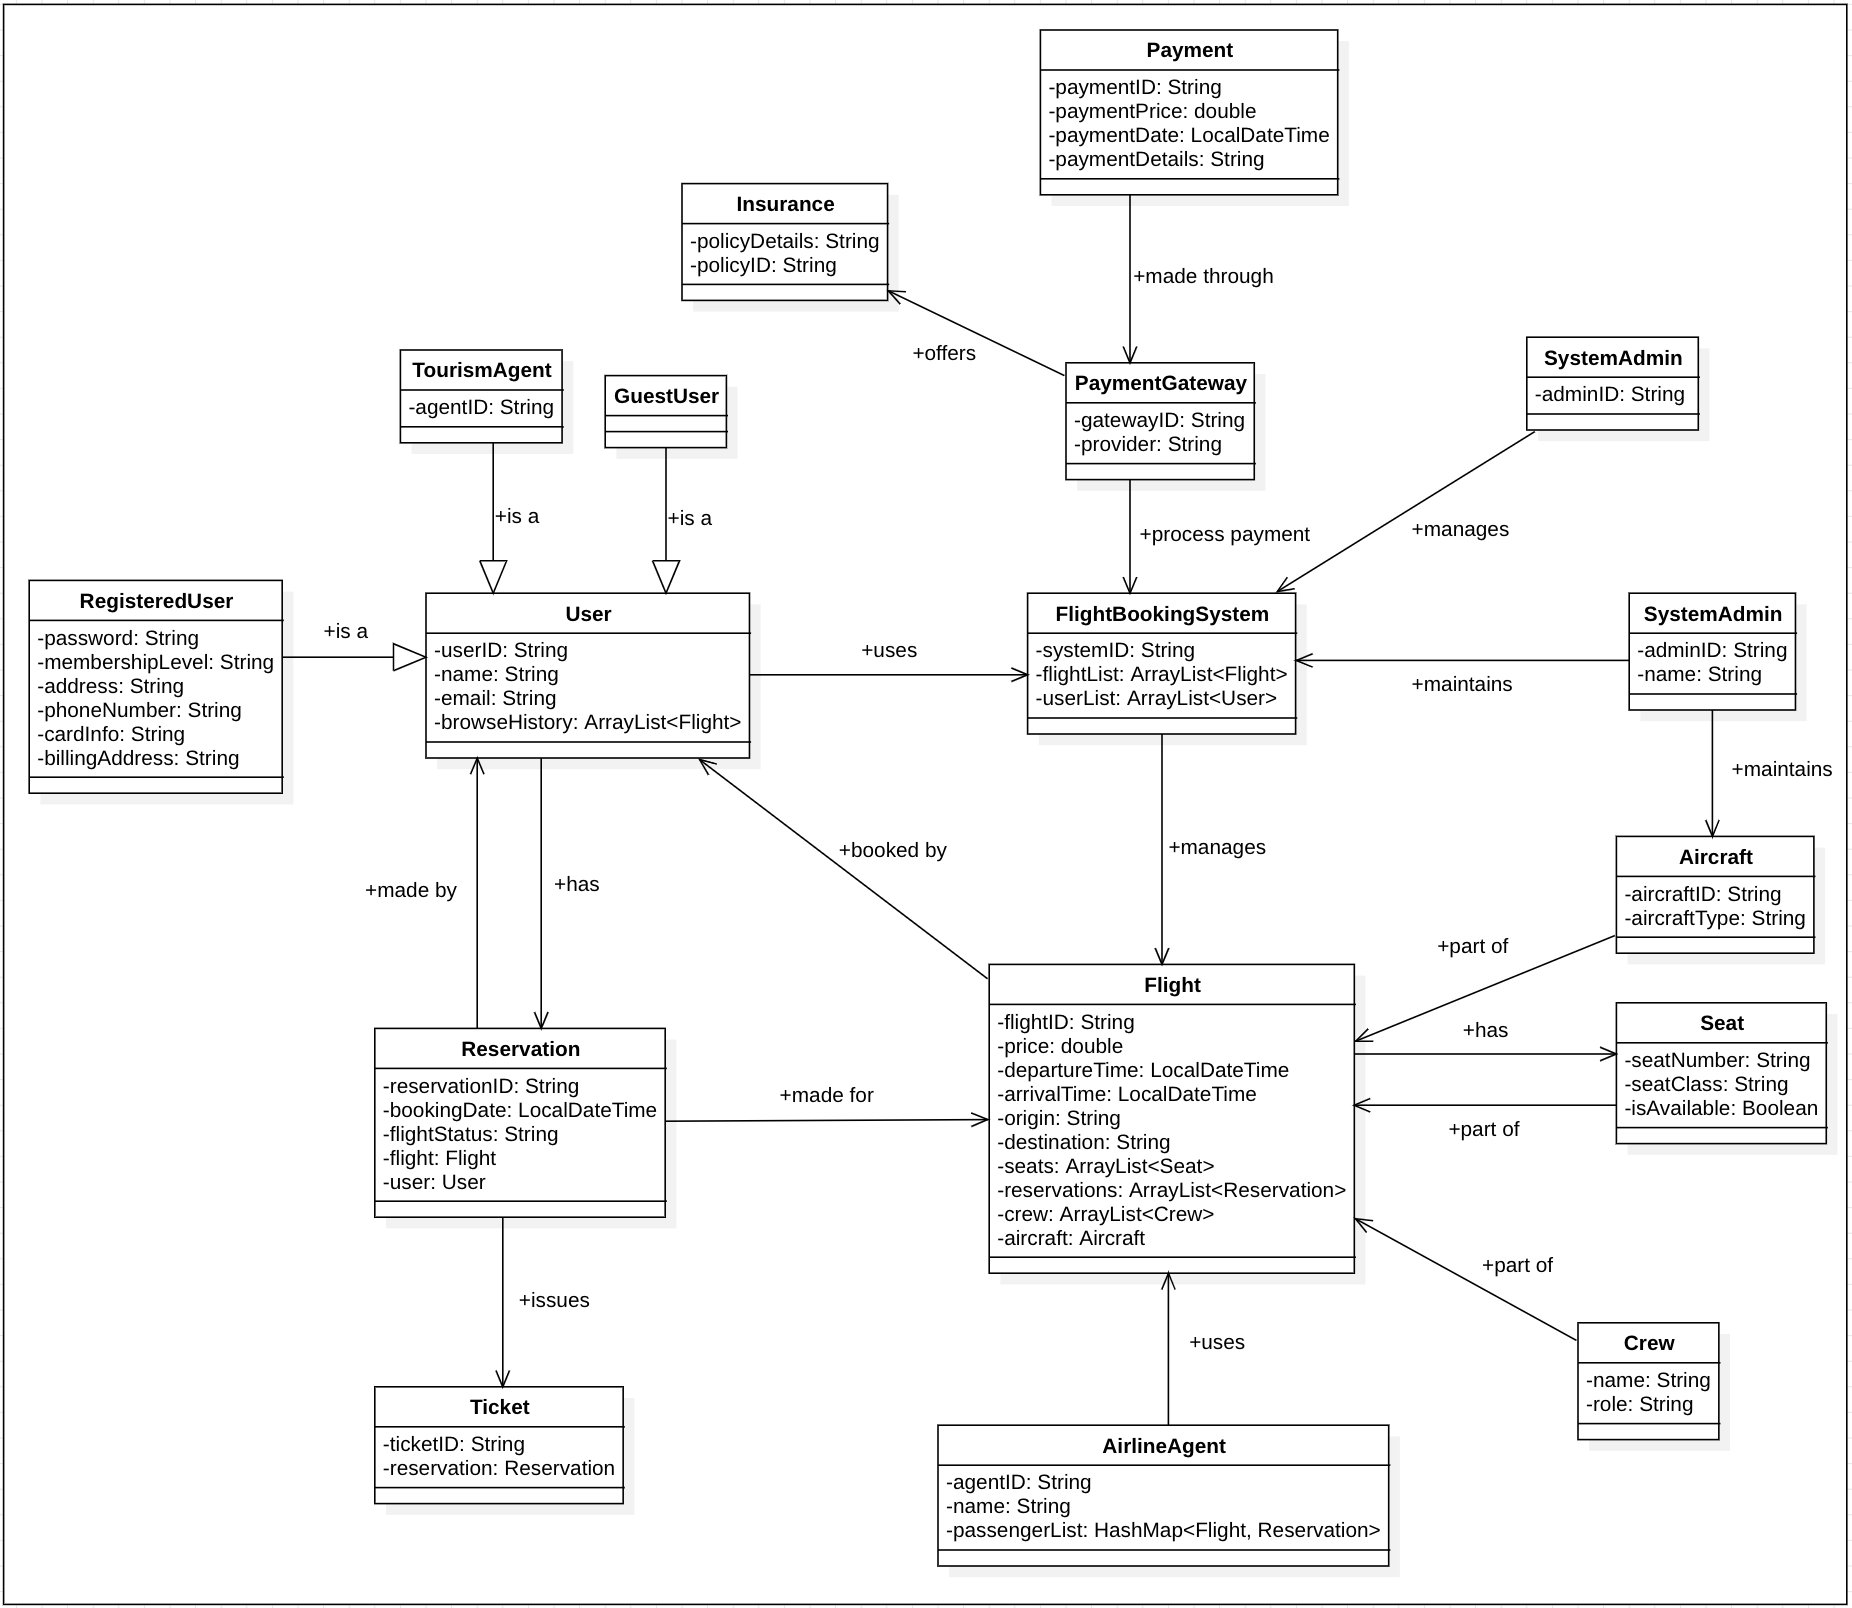 Payment
-paymentID: String
-paymentPrice: double
-paymentDate: LocalDateTime
-paymentDetails: String
+made through
Insurance
-policyDetails: String
-policyID: String
+offers
PaymentGateway
-gatewayID: String
-provider: String
+process payment
SystemAdmin
-adminID: String
+manages
TourismAgent
-agentID: String
+is a
GuestUser
+is a
RegisteredUser
-password: String
-membershipLevel: String
-address: String
-phoneNumber: String
-cardInfo: String
-billingAddress: String
+is a
User
-userID: String
-name: String
-email: String
-browseHistory: ArrayList<Flight>
+uses
FlightBookingSystem
-systemID: String
-flightList: ArrayList<Flight>
-userList: ArrayList<User>
+maintains
SystemAdmin
-adminID: String
-name: String
+maintains
+made by
+has
+booked by
+manages
Aircraft
-aircraftID: String
-aircraftType: String
+part of
Reservation
-reservationID: String
-bookingDate: LocalDateTime
-flightStatus: String
-flight: Flight
-user: User
+made for
Flight
-flightID: String
-price: double
-departureTime: LocalDateTime
-arrivalTime: LocalDateTime
-origin: String
-destination: String
-seats: ArrayList<Seat>
-reservations: ArrayList<Reservation>
-crew: ArrayList<Crew>
-aircraft: Aircraft
+has
Seat
-seatNumber: String
-seatClass: String
-isAvailable: Boolean
+part of
+part of
+issues
+uses
Crew
-name: String
-role: String
Ticket
-ticketID: String
-reservation: Reservation
AirlineAgent
-agentID: String
-name: String
-passengerList: HashMap<Flight, Reservation>